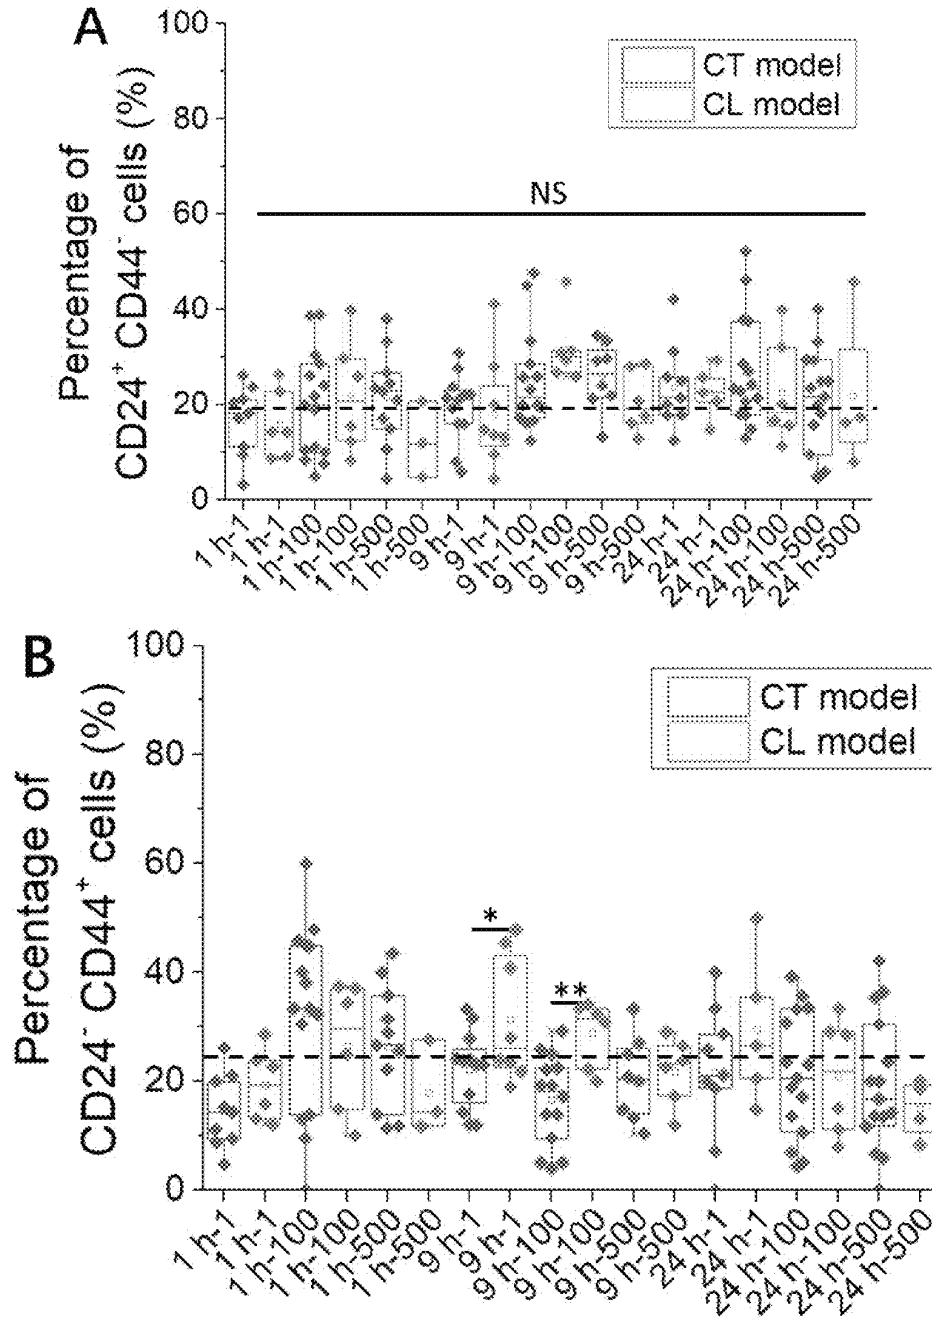 A
100
80
60
40
20
0
Percentage of
CD24⁺ CD44⁻ cells (%)
CT model
CL model
NS
1 h-1
1 h-1
1 h-100
1 h-100
1 h-500
1 h-500
9 h-1
9 h-1
9 h-100
9 h-100
9 h-500
9 h-500
24 h-1
24 h-1
24 h-100
24 h-100
24 h-500
24 h-500
B
100
80
60
40
20
0
Percentage of
CD24⁻ CD44⁺ cells (%)
CT model
CL model
*
**
1 h-1
1 h-1
1 h-100
1 h-100
1 h-500
1 h-500
9 h-1
9 h-1
9 h-100
9 h-100
9 h-500
9 h-500
24 h-1
24 h-1
24 h-100
24 h-100
24 h-500
24 h-500